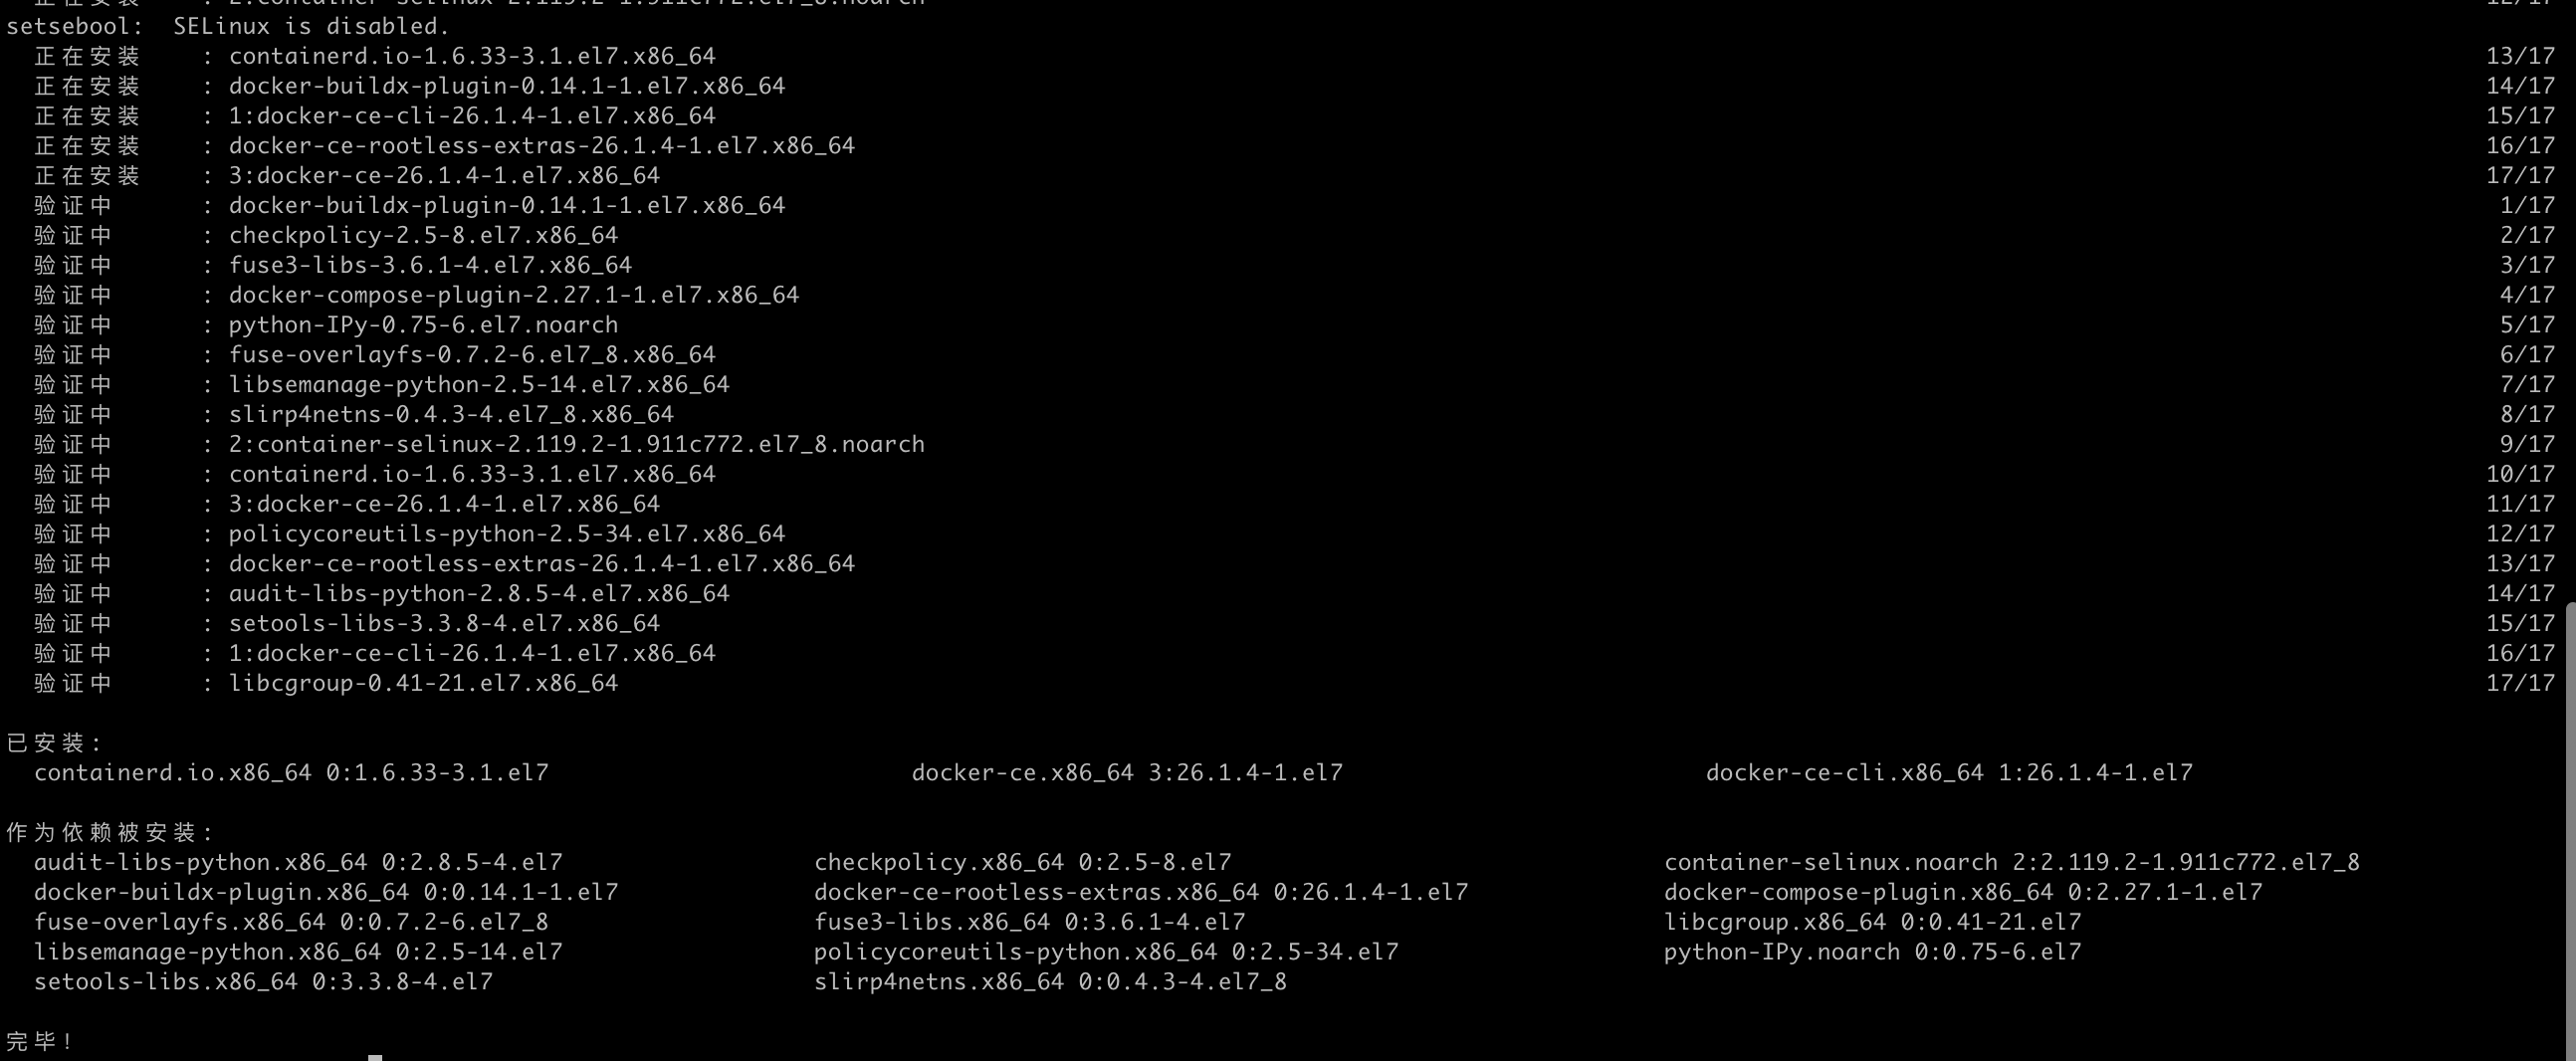 正在安装    : 2:container-selinux-2.119.2-1.911c772.el7_8.noarch    12/17
setsebool:  SELinux is disabled.
正在安装    : containerd.io-1.6.33-3.1.el7.x86_64    13/17
正在安装    : docker-buildx-plugin-0.14.1-1.el7.x86_64    14/17
正在安装    : 1:docker-ce-cli-26.1.4-1.el7.x86_64    15/17
正在安装    : docker-ce-rootless-extras-26.1.4-1.el7.x86_64    16/17
正在安装    : 3:docker-ce-26.1.4-1.el7.x86_64    17/17
验证中    : docker-buildx-plugin-0.14.1-1.el7.x86_64    1/17
验证中    : checkpolicy-2.5-8.el7.x86_64    2/17
验证中    : fuse3-libs-3.6.1-4.el7.x86_64    3/17
验证中    : docker-compose-plugin-2.27.1-1.el7.x86_64    4/17
验证中    : python-IPy-0.75-6.el7.noarch    5/17
验证中    : fuse-overlayfs-0.7.2-6.el7_8.x86_64    6/17
验证中    : libsemanage-python-2.5-14.el7.x86_64    7/17
验证中    : slirp4netns-0.4.3-4.el7_8.x86_64    8/17
验证中    : 2:container-selinux-2.119.2-1.911c772.el7_8.noarch    9/17
验证中    : containerd.io-1.6.33-3.1.el7.x86_64    10/17
验证中    : 3:docker-ce-26.1.4-1.el7.x86_64    11/17
验证中    : policycoreutils-python-2.5-34.el7.x86_64    12/17
验证中    : docker-ce-rootless-extras-26.1.4-1.el7.x86_64    13/17
验证中    : audit-libs-python-2.8.5-4.el7.x86_64    14/17
验证中    : setools-libs-3.3.8-4.el7.x86_64    15/17
验证中    : 1:docker-ce-cli-26.1.4-1.el7.x86_64    16/17
验证中    : libcgroup-0.41-21.el7.x86_64    17/17
已安装:
containerd.io.x86_64 0:1.6.33-3.1.el7    docker-ce.x86_64 3:26.1.4-1.el7    docker-ce-cli.x86_64 1:26.1.4-1.el7
作为依赖被安装:
audit-libs-python.x86_64 0:2.8.5-4.el7    checkpolicy.x86_64 0:2.5-8.el7    container-selinux.noarch 2:2.119.2-1.911c772.el7_8
docker-buildx-plugin.x86_64 0:0.14.1-1.el7    docker-ce-rootless-extras.x86_64 0:26.1.4-1.el7    docker-compose-plugin.x86_64 0:2.27.1-1.el7
fuse-overlayfs.x86_64 0:0.7.2-6.el7_8    fuse3-libs.x86_64 0:3.6.1-4.el7    libcgroup.x86_64 0:0.41-21.el7
libsemanage-python.x86_64 0:2.5-14.el7    policycoreutils-python.x86_64 0:2.5-34.el7    python-IPy.noarch 0:0.75-6.el7
setools-libs.x86_64 0:3.3.8-4.el7    slirp4netns.x86_64 0:0.4.3-4.el7_8
完毕!